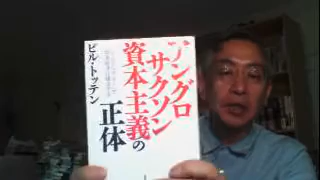 アングロ
サクソン
資本主義の
正体
ビル・トッテン